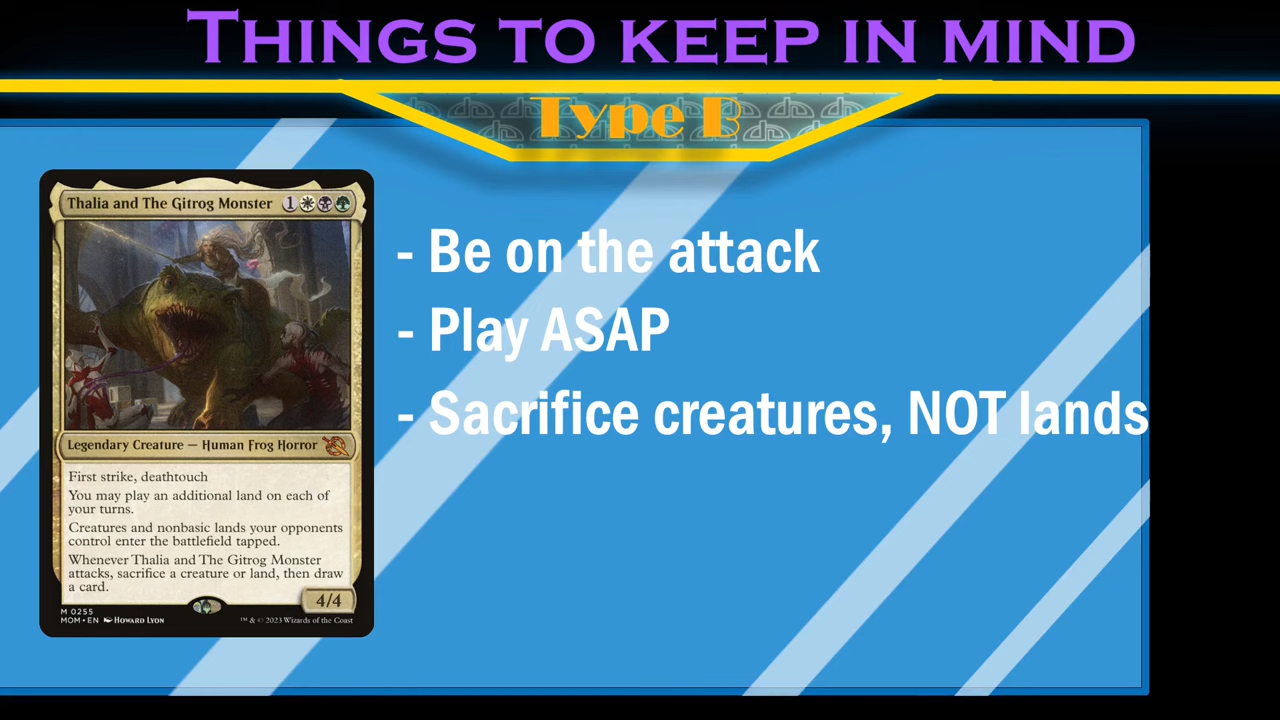 THINGS TO KEEP IN MIND
Type B
Thalia and The Gitrog Monster 1
- Be on the attack
- Play ASAP
- Sacrifice creatures, NOT lands
Legendary Creature — Human Frog Horror
First strike, deathtouch
You may play an additional land on each of
your turns.
Creatures and nonbasic lands your opponents
control enter the battlefield tapped.
Whenever Thalia and The Gitrog Monster
attacks, sacrifice a creature or land, then draw
a card.
4/4
M 0255
MOM • EN Howard Lyon
™ & © 2023 Wizards of the Coast